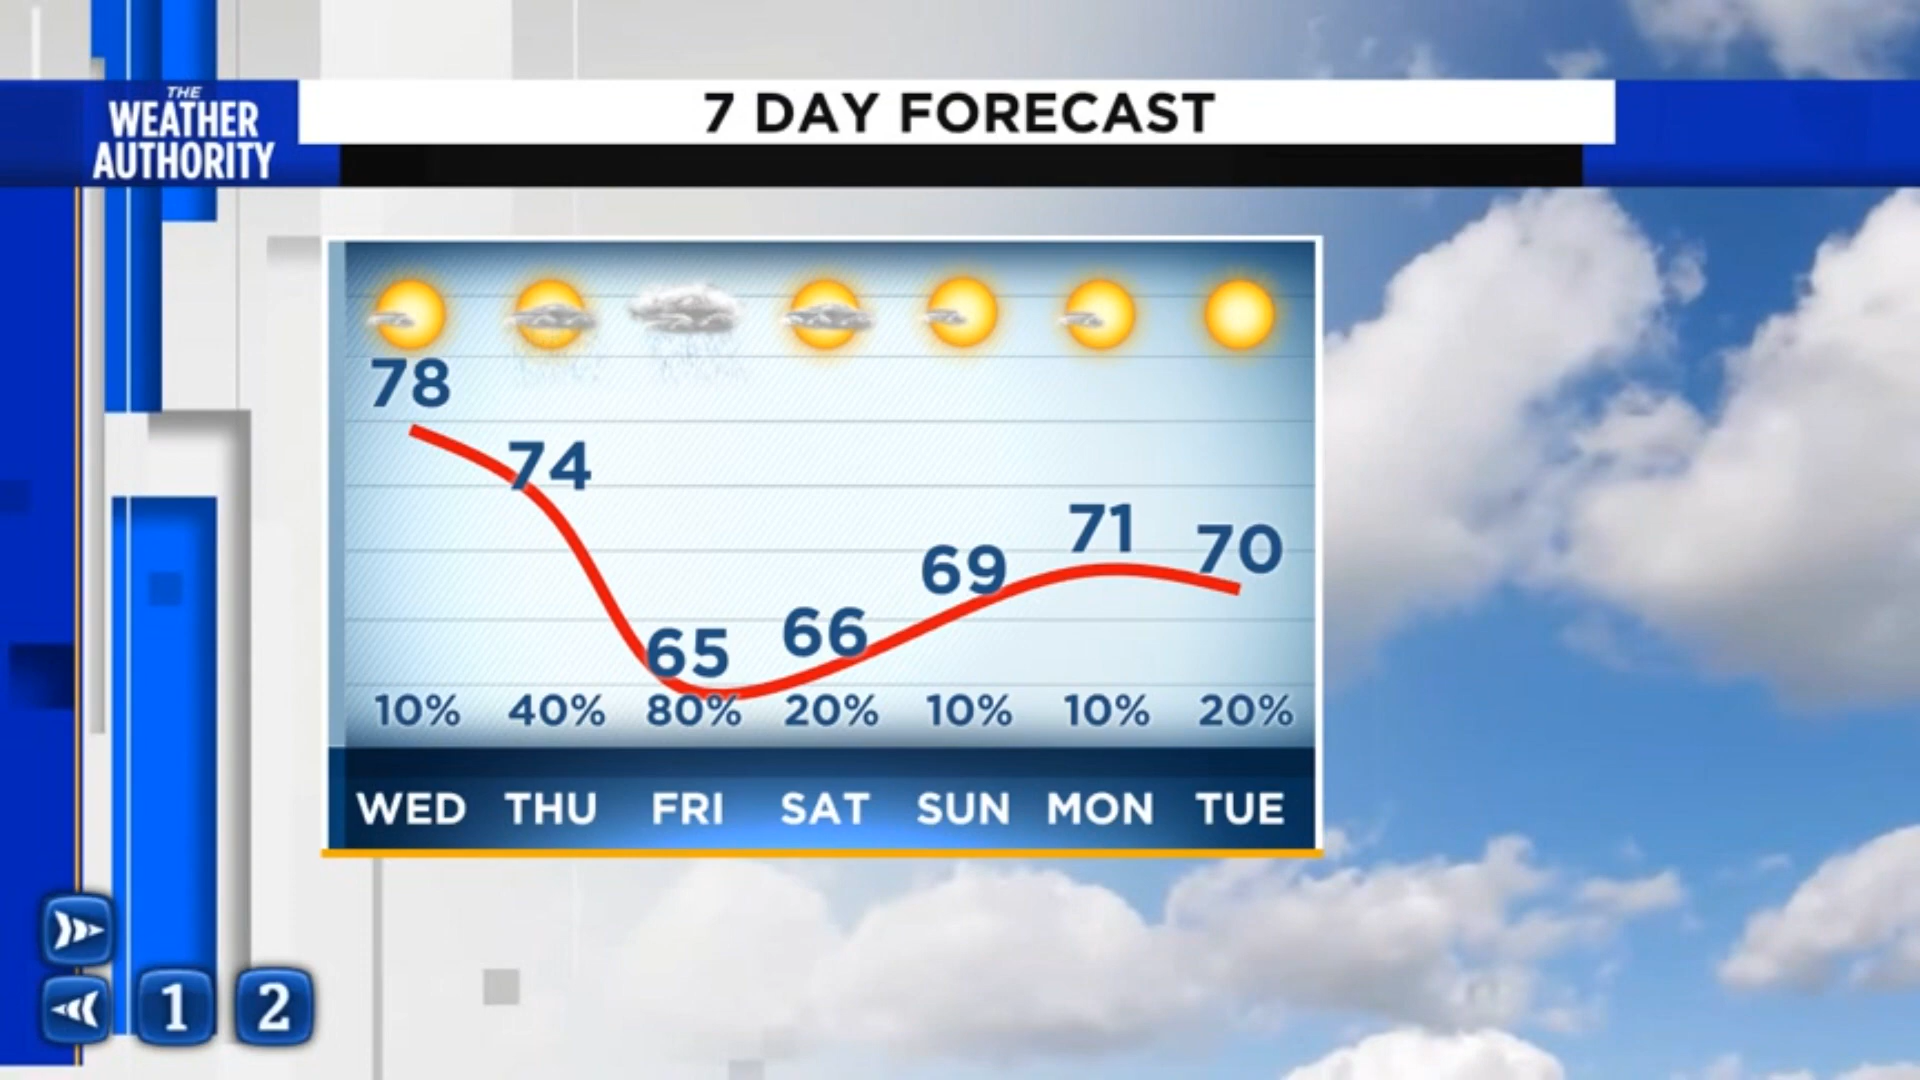 THE
WEATHER
AUTHORITY
7 DAY FORECAST
78
74
65
66
69
71
70
10% 40% 80% 20% 10% 10% 20%
WED THU FRI SAT SUN MON TUE
1 2